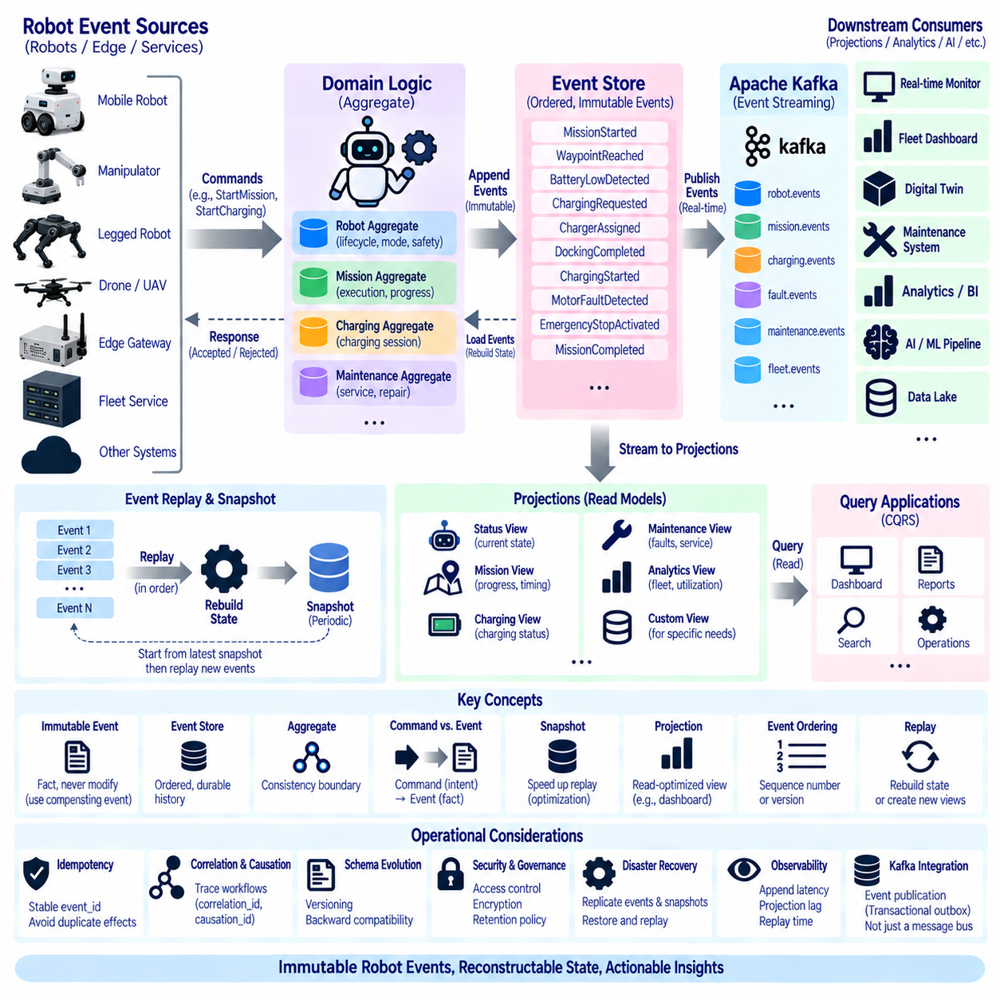 Robot Event Sources
(Robots / Edge / Services)
Mobile Robot
Manipulator
Legged Robot
Drone / UAV
Edge Gateway
Fleet Service
Other Systems
Commands
(e.g., StartMission,
StartCharging)
Response
(Accepted / Rejected)
Domain Logic
(Aggregate)
Robot Aggregate
(lifecycle, mode, safety)
Mission Aggregate
(execution, progress)
Charging Aggregate
(charging session)
Maintenance Aggregate
(service, repair)
...
Append
Events
(Immutable)
Load Events
(Rebuild State)
Event Store
(Ordered, Immutable Events)
MissionStarted
WaypointReached
BatteryLowDetected
ChargingRequested
ChargerAssigned
DockingCompleted
ChargingStarted
MotorFaultDetected
EmergencyStopActivated
MissionCompleted
...
Publish
Events
(Real-time)
Apache Kafka
(Event Streaming)
kafka
robot.events
mission.events
charging.events
fault.events
maintenance.events
fleet.events
...
Downstream Consumers
(Projections / Analytics / AI / etc.)
Real-time Monitor
Fleet Dashboard
Digital Twin
Maintenance
System
Analytics / BI
AI / ML Pipeline
Data Lake
...
Stream to Projections
Event Replay & Snapshot
Event 1
Event 2
Event 3
...
Event N
Replay
(in order)
Rebuild
State
Snapshot
(Periodic)
Start from latest snapshot
then replay new events
Projections (Read Models)
Status View
(current state)
Mission View
(progress, timing)
Charging View
(charging status)
Maintenance View
(faults, service)
Analytics View
(fleet, utilization)
Custom View
(for specific needs)
...
Query
(Read)
Query Applications
(CQRS)
Dashboard
Reports
Search
Operations
...
Key Concepts
Immutable Event
Fact, never modify
(use compensating event)
Event Store
Ordered, durable
history
Aggregate
Consistency boundary
Command vs. Event
Command (intent)
→ Event (fact)
Snapshot
Speed up replay
(optimization)
Projection
Read-optimized view
(e.g., dashboard)
Event Ordering
1
2
3
Sequence number
or version
Replay
Rebuild state
or create new views
Operational Considerations
Idempotency
Stable event_id
Avoid duplicate effects
Correlation & Causation
Trace workflows
(correlation_id,
causation_id)
Schema Evolution
Versioning
Backward compatibility
Security & Governance
Access control
Encryption
Retention policy
Disaster Recovery
Replicate events & snapshots
Restore and replay
Observability
Append latency
Projection lag
Replay time
Kafka Integration
Event publication
(Transactional outbox)
Not just a message bus
Immutable Robot Events, Reconstructable State, Actionable Insights